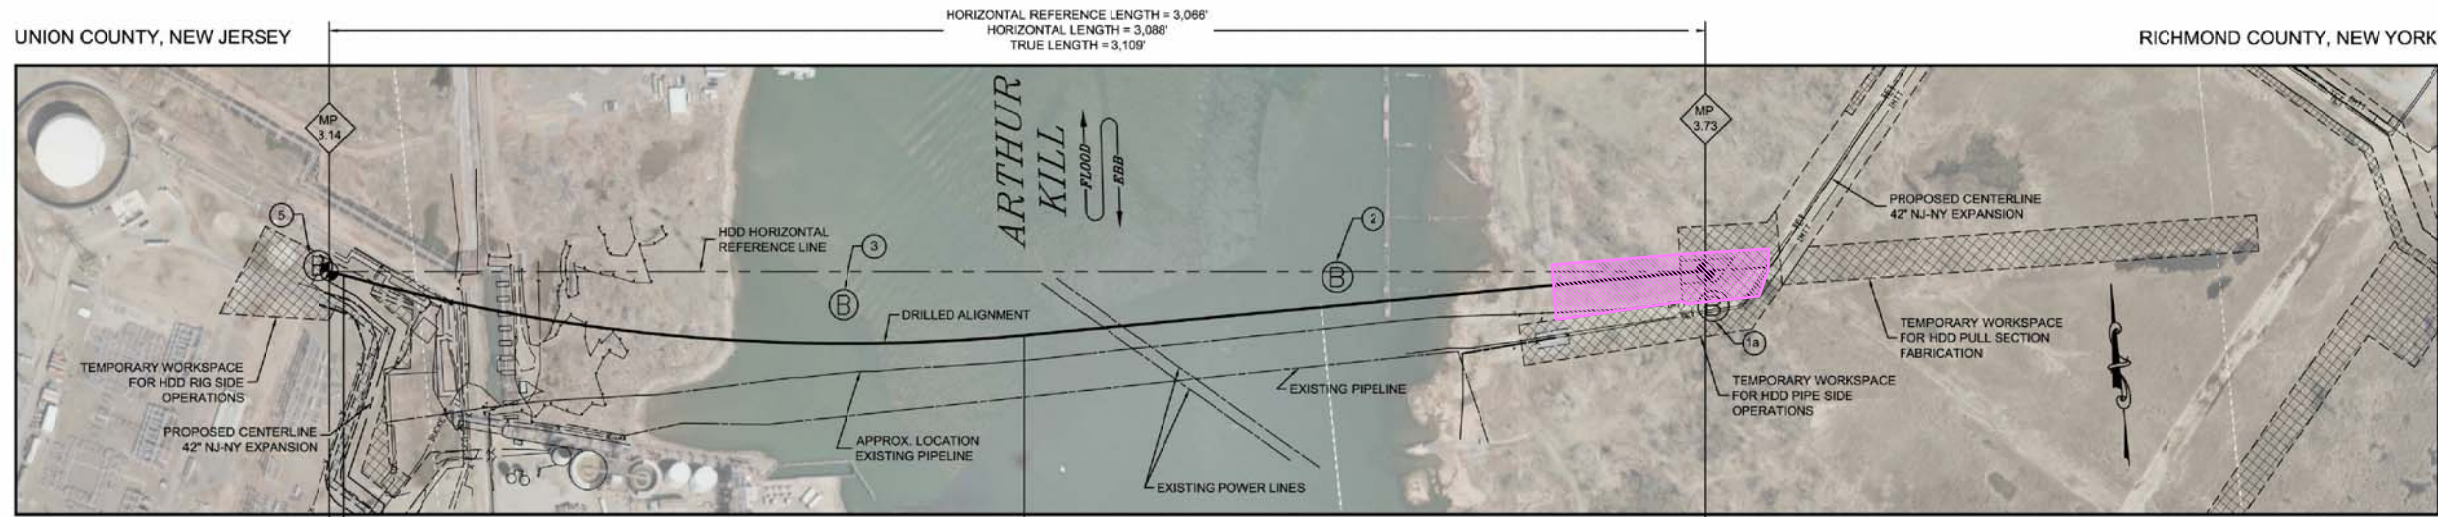 HORIZONTAL REFERENCE LENGTH = 3,066'
HORIZONTAL LENGTH = 3,088'
TRUE LENGTH = 3,109'
UNION COUNTY, NEW JERSEY
RICHMOND COUNTY, NEW YORK
MP
3.14
MP
3.73
ARTHUR
KILL
FLOOD
EBB
5
3
2
1a
B
B
B
B
HDD HORIZONTAL
REFERENCE LINE
PROPOSED CENTERLINE
42" NJ-NY EXPANSION
DRILLED ALIGNMENT
TEMPORARY WORKSPACE
FOR HDD RIG SIDE
OPERATIONS
TEMPORARY WORKSPACE
FOR HDD PULL SECTION
FABRICATION
TEMPORARY WORKSPACE
FOR HDD PIPE SIDE
OPERATIONS
EXISTING PIPELINE
PROPOSED CENTERLINE
42" NJ-NY EXPANSION
APPROX. LOCATION
EXISTING PIPELINE
EXISTING POWER LINES